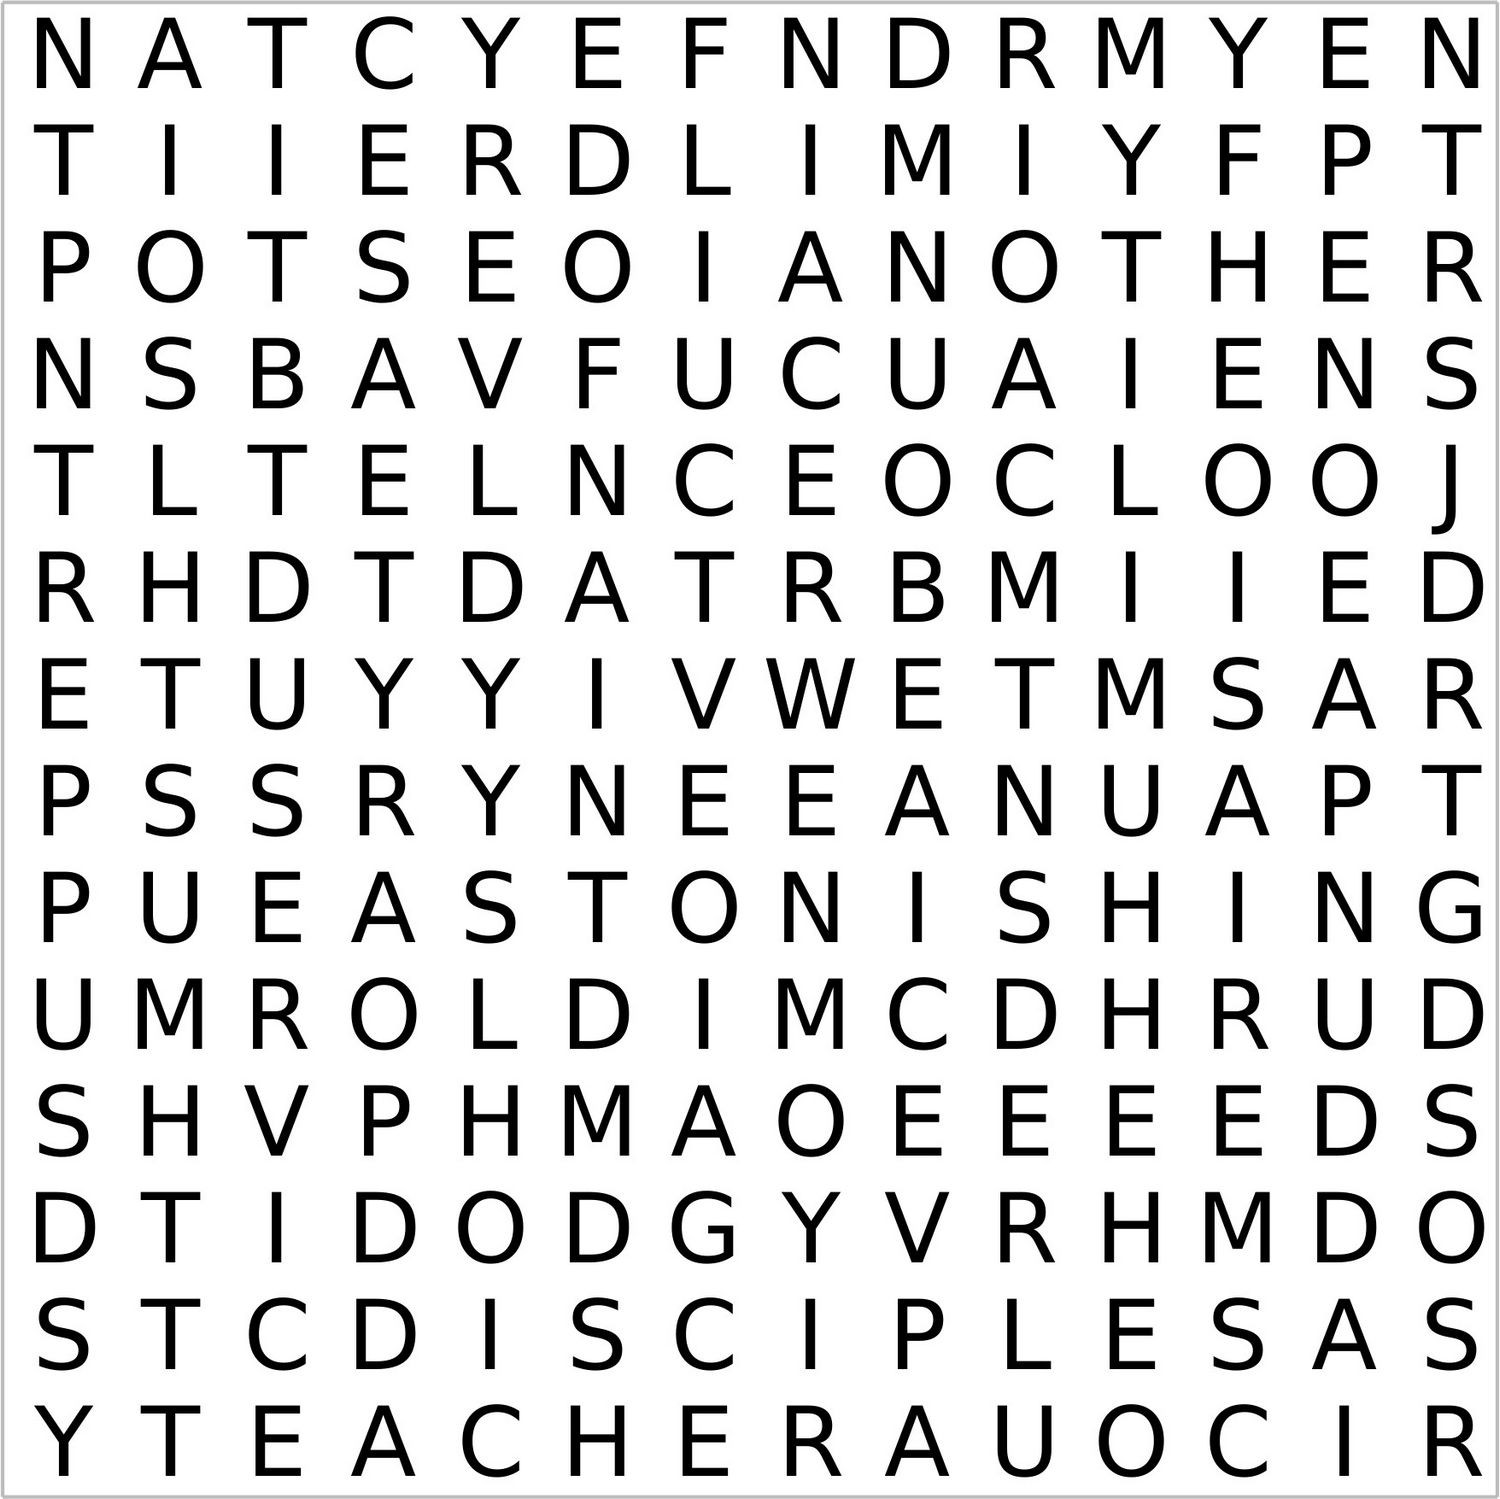 N A T C Y E F N D R M Y E N
T I I E R D L I M I Y F P T
P O T S E O I A N O T H E R
N S B A V F U C U A I E N S
T L T E L N C E O C L O O J
R H D T D A T R B M I I E D
E T U Y Y I V W E T M S A R
P S S R Y N E E A N U A P T
P U E A S T O N I S H I N G
U M R O L D I M C D H R U D
S H V P H M A O E E E E D S
D T I D O D G Y V R H M D O
S T C D I S C I P L E S A S
Y T E A C H E R A U O C I R